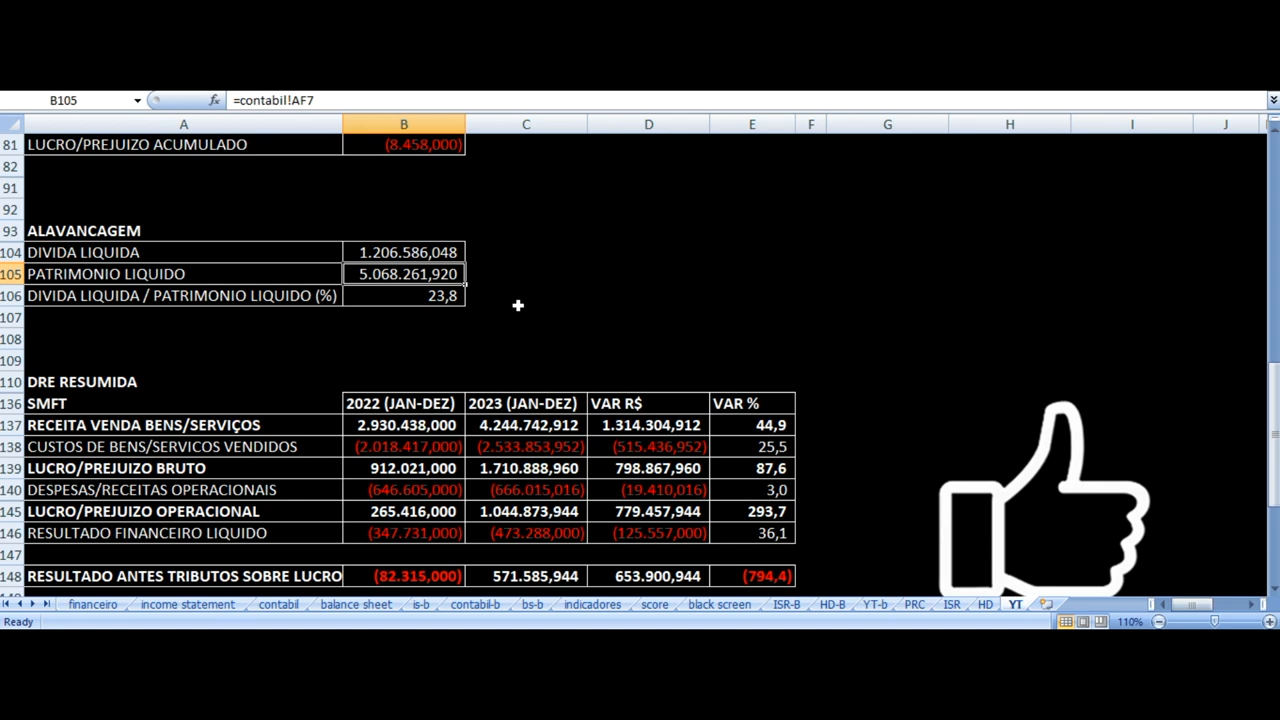 B105 fx =contabil!AF7
A B C D E F G H I J
81 LUCRO/PREJUIZO ACUMULADO (8.458,000)
82
91
92
93 ALAVANCAGEM
104 DIVIDA LIQUIDA 1.206.586,048
105 PATRIMONIO LIQUIDO 5.068.261,920
106 DIVIDA LIQUIDA / PATRIMONIO LIQUIDO (%) 23,8
107
108
109
110 DRE RESUMIDA
136 SMFT 2022 (JAN-DEZ) 2023 (JAN-DEZ) VAR R$ VAR %
137 RECEITA VENDA BENS/SERVIÇOS 2.930.438,000 4.244.742,912 1.314.304,912 44,9
138 CUSTOS DE BENS/SERVICOS VENDIDOS (2.018.417,000) (2.533.853,952) (515.436,952) 25,5
139 LUCRO/PREJUIZO BRUTO 912.021,000 1.710.888,960 798.867,960 87,6
140 DESPESAS/RECEITAS OPERACIONAIS (646.605,000) (666.015,016) (19.410,016) 3,0
145 LUCRO/PREJUIZO OPERACIONAL 265.416,000 1.044.873,944 779.457,944 293,7
146 RESULTADO FINANCEIRO LIQUIDO (347.731,000) (473.288,000) (125.557,000) 36,1
147
148 RESULTADO ANTES TRIBUTOS SOBRE LUCRO (82.315,000) 571.585,944 653.900,944 (794,4)
financeiro income statement contabil balance sheet is-b contabil-b bs-b indicadores score black screen ISR-B HD-B YT-b PRC ISR HD YT
Ready 110%